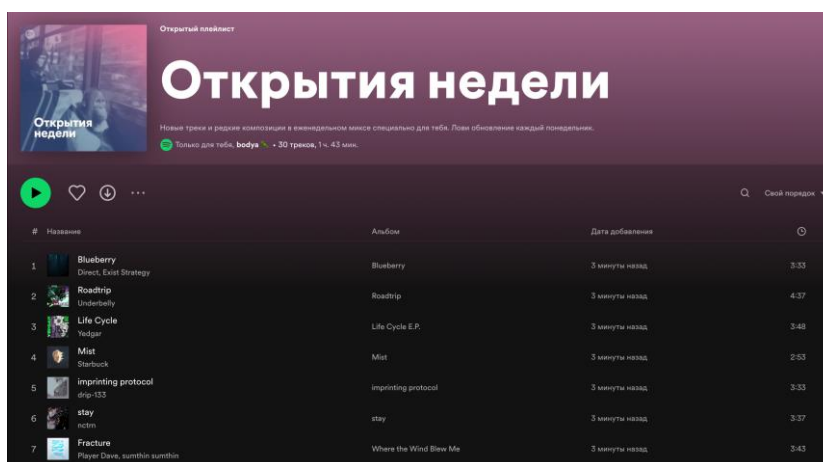 Открытый плейлист
Открытия недели
Открытия
недели
Новые треки и редкие композиции в еженедельном миксе специально для тебя. Лови обновление каждый понедельник.
Только для тебя, bodya • 30 треков, 1 ч. 43 мин.
Свой порядок
# Название Альбом Дата добавления
1 Blueberry Blueberry 3 минуты назад 3:33
Direct, Exist Strategy
2 Roadtrip Roadtrip 3 минуты назад 4:37
Underbelly
3 Life Cycle Life Cycle E.P. 3 минуты назад 3:48
Yedgar
4 Mist Mist 3 минуты назад 2:53
Starbuck
5 imprinting protocol imprinting protocol 3 минуты назад 3:33
drip-133
6 stay stay 3 минуты назад 3:37
nctrn
7 Fracture Where the Wind Blew Me 3 минуты назад 3:43
Player Dave, sumthin sumthin